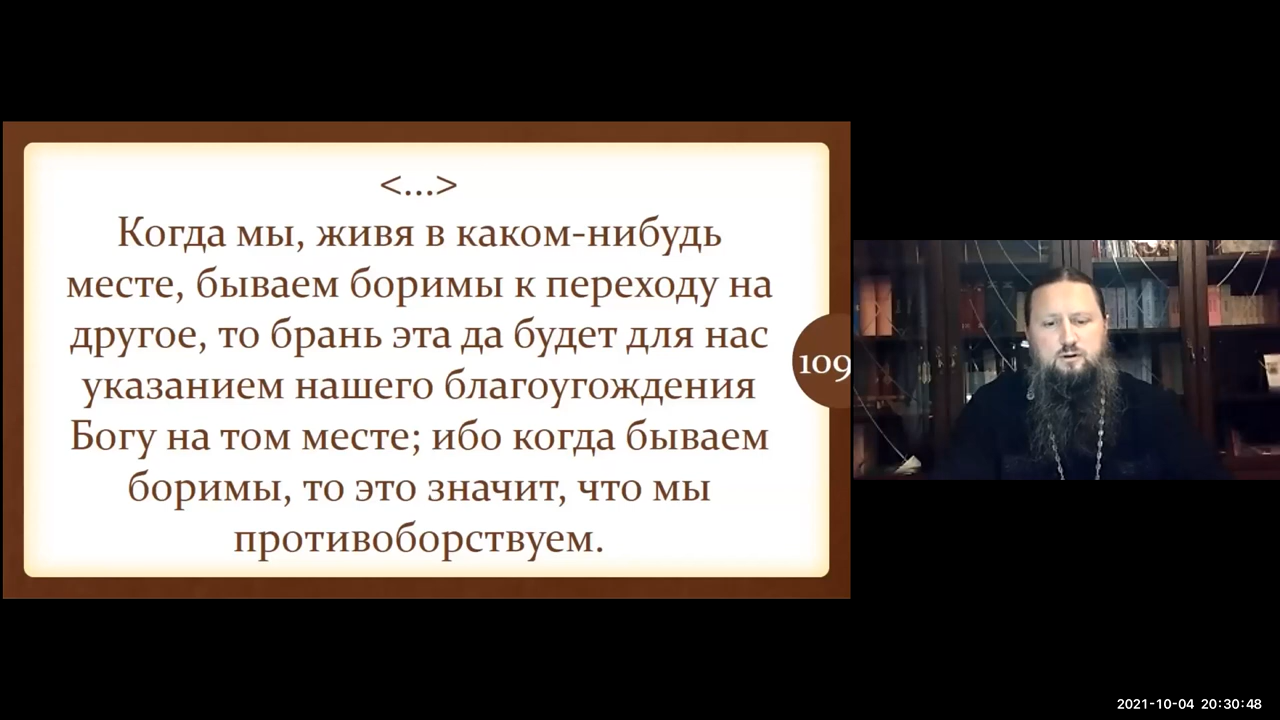 <...>
Когда мы, живя в каком-нибудь
месте, бываем боримы к переходу на
другое, то брань эта да будет для нас
указанием нашего благоугождения
Богу на том месте; ибо когда бываем
боримы, то это значит, что мы
противоборствуем.
109
2021-10-04 20:30:48